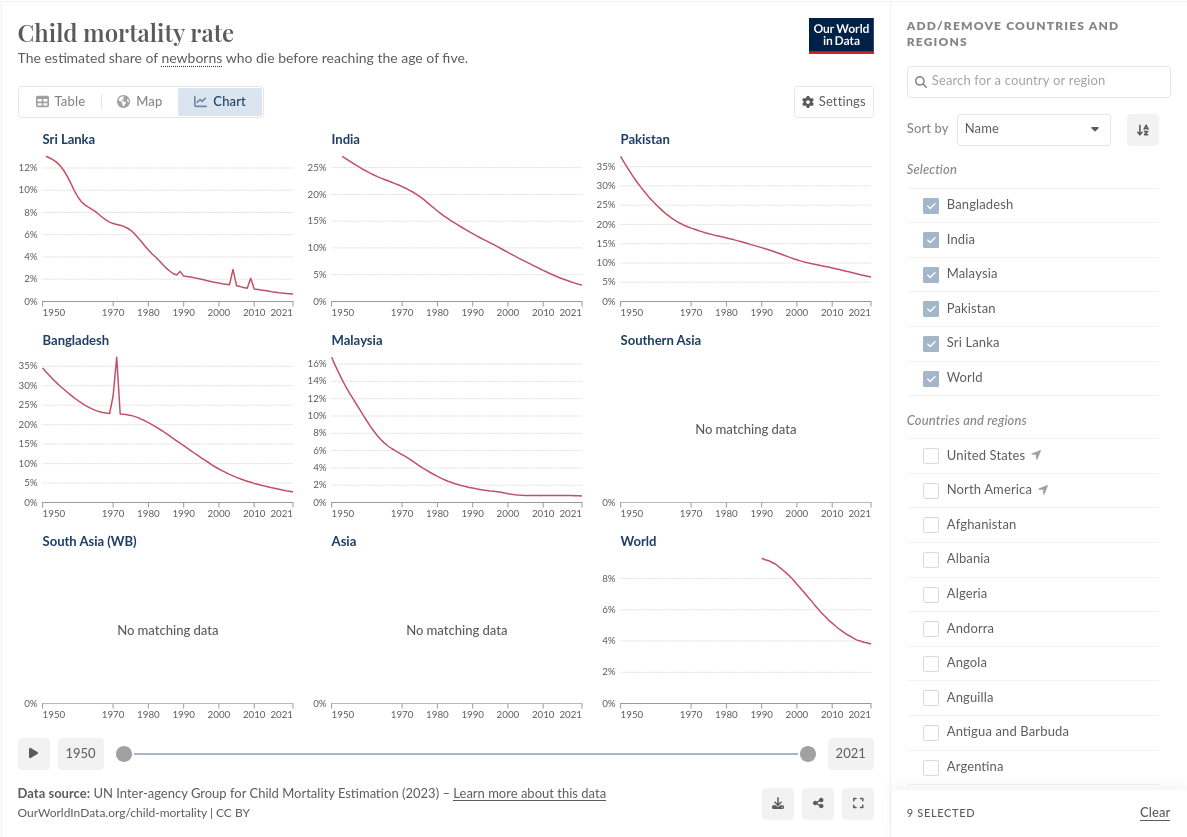 Child mortality rate
The estimated share of newborns who die before reaching the age of five.
Our World
in Data
Table
Map
Chart
Settings
Sri Lanka
12%
10%
8%
6%
4%
2%
0%
1950 1970 1980 1990 2000 2010 2021
India
25%
20%
15%
10%
5%
0%
1950 1970 1980 1990 2000 2010 2021
Pakistan
35%
30%
25%
20%
15%
10%
5%
0%
1950 1970 1980 1990 2000 2010 2021
Bangladesh
35%
30%
25%
20%
15%
10%
5%
0%
1950 1970 1980 1990 2000 2010 2021
Malaysia
16%
14%
12%
10%
8%
6%
4%
2%
0%
1950 1970 1980 1990 2000 2010 2021
Southern Asia
No matching data
0%
1950 1970 1980 1990 2000 2010 2021
South Asia (WB)
No matching data
0%
1950 1970 1980 1990 2000 2010 2021
Asia
No matching data
0%
1950 1970 1980 1990 2000 2010 2021
World
8%
6%
4%
2%
0%
1950 1970 1980 1990 2000 2010 2021
1950
2021
Data source: UN Inter-agency Group for Child Mortality Estimation (2023) – Learn more about this data
OurWorldInData.org/child-mortality | CC BY
ADD/REMOVE COUNTRIES AND
REGIONS
Search for a country or region
Sort by
Name
Selection
Bangladesh
India
Malaysia
Pakistan
Sri Lanka
World
Countries and regions
United States
North America
Afghanistan
Albania
Algeria
Andorra
Angola
Anguilla
Antigua and Barbuda
Argentina
9 SELECTED
Clear